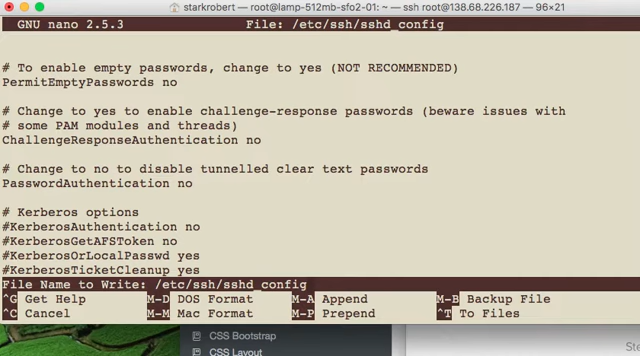 starkrobert — root@lamp-512mb-sfo2-01: ~ — ssh root@138.68.226.187 — 96×21
GNU nano 2.5.3 File: /etc/ssh/sshd_config
# To enable empty passwords, change to yes (NOT RECOMMENDED)
PermitEmptyPasswords no
# Change to yes to enable challenge-response passwords (beware issues with
# some PAM modules and threads)
ChallengeResponseAuthentication no
# Change to no to disable tunnelled clear text passwords
PasswordAuthentication no
# Kerberos options
#KerberosAuthentication no
#KerberosGetAFSToken no
#KerberosOrLocalPasswd yes
#KerberosTicketCleanup yes
File Name to Write: /etc/ssh/sshd_config
^G Get Help M-D DOS Format M-A Append M-B Backup File
^C Cancel M-M Mac Format M-P Prepend ^T To Files
CSS Bootstrap
CSS Layout